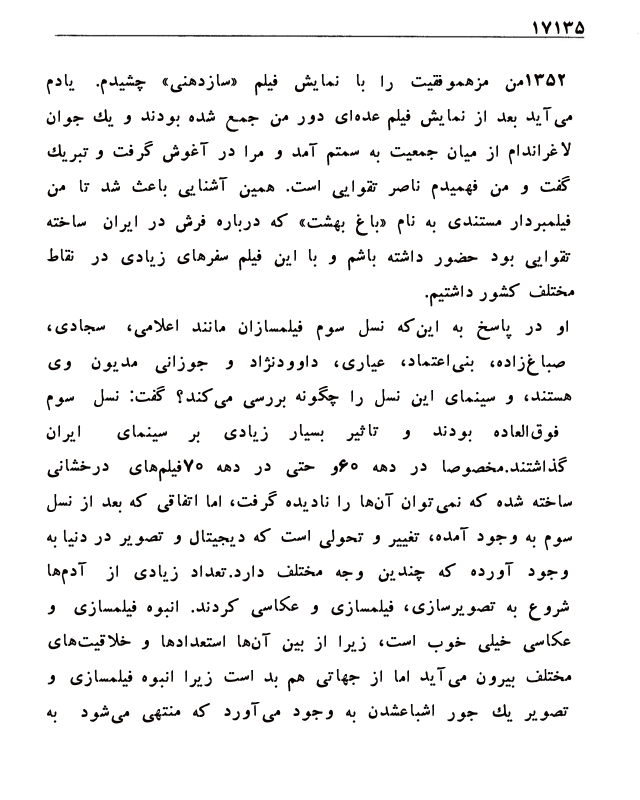 ۱۷۱۳۵
۱۳۵۲من مزهموفقیت را با نمایش فیلم «سازدهنی» چشیدم. یادم
می‌آید بعد از نمایش فیلم عده‌ای دور من جمع شده بودند و یك جوان
لاغراندام از میان جمعیت به سمتم آمد و مرا در آغوش گرفت و تبریك
گفت و من فهمیدم ناصر تقوایی است. همین آشنایی باعث شد تا من
فیلمبردار مستندی به نام «باغ بهشت» که درباره فرش در ایران ساخته
تقوایی بود حضور داشته باشم و با این فیلم سفرهای زیادی در نقاط
مختلف کشور داشتیم.
او در پاسخ به این‌که نسل سوم فیلمسازان مانند اعلامی، سجادی،
صباغ‌زاده، بنی‌اعتماد، عیاری، داوودنژاد و جوزانی مدیون وی
هستند، و سینمای این نسل را چگونه بررسی می‌کند؟ گفت: نسل سوم
فوق‌العاده بودند و تاثیر بسیار زیادی بر سینمای ایران
گذاشتند.مخصوصا در دهه ۶۰و حتی در دهه ۷۰فیلم‌های درخشانی
ساخته شده که نمی‌توان آن‌ها را نادیده گرفت، اما اتفاقی که بعد از نسل
سوم به وجود آمده، تغییر و تحولی است که دیجیتال و تصویر در دنیا به
وجود آورده که چندین وجه مختلف دارد.تعداد زیادی از آدم‌ها
شروع به تصویرسازی، فیلمسازی و عکاسی کردند. انبوه فیلمسازی و
عکاسی خیلی خوب است، زیرا از بین آن‌ها استعدادها و خلاقیت‌های
مختلف بیرون می‌آید اما از جهاتی هم بد است زیرا انبوه فیلمسازی و
تصویر یك جور اشباع‌شدن به وجود می‌آورد که منتهی می‌شود به